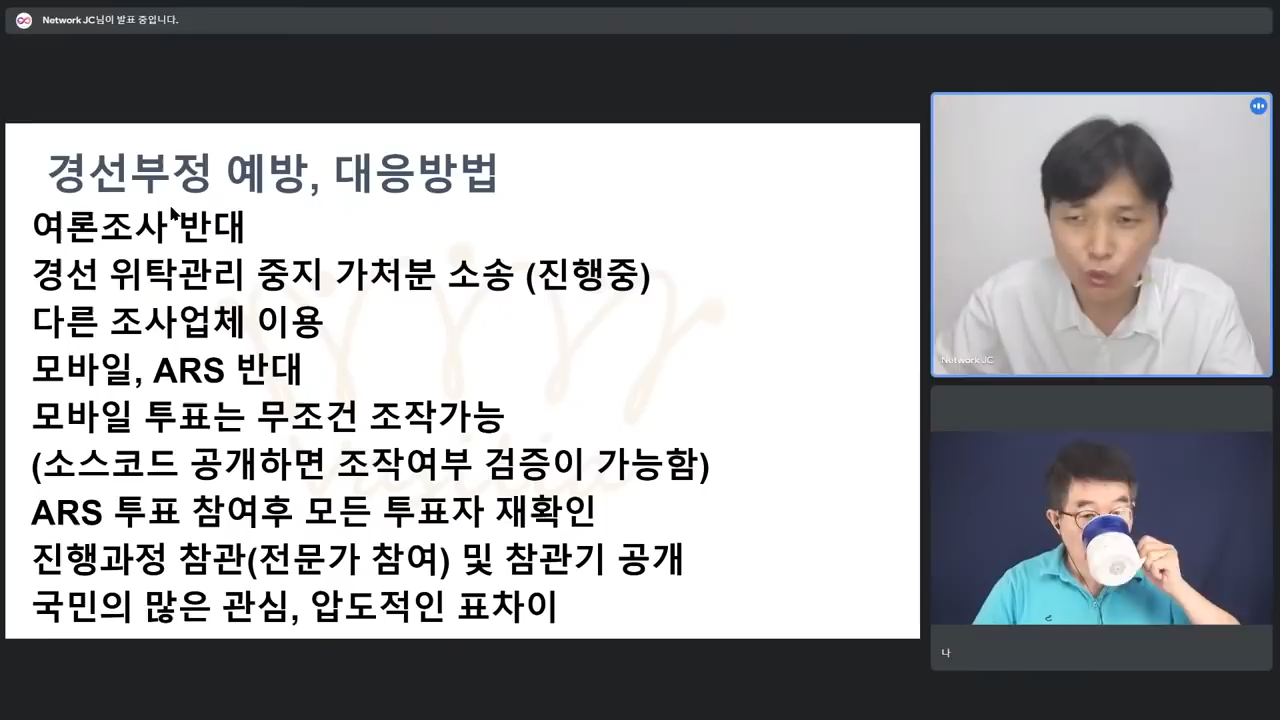 Network JC님이 발표 중입니다.
경선부정 예방, 대응방법
여론조사 반대
경선 위탁관리 중지 가처분 소송 (진행중)
다른 조사업체 이용
모바일, ARS 반대
모바일 투표는 무조건 조작가능
(소스코드 공개하면 조작여부 검증이 가능함)
ARS 투표 참여후 모든 투표자 재확인
진행과정 참관(전문가 참여) 및 참관기 공개
국민의 많은 관심, 압도적인 표차이
Network JC
나